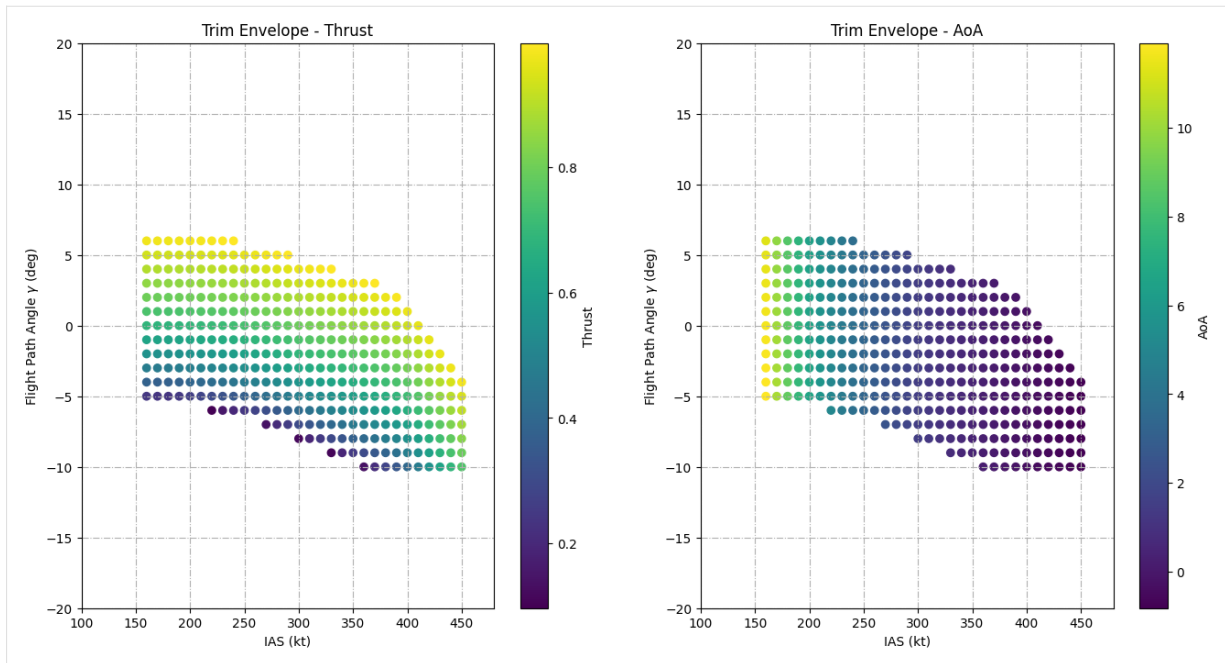 Trim Envelope - Thrust
20
15
10
5
0
−5
−10
−15
−20
Flight Path Angle γ (deg)
100 150 200 250 300 350 400 450
IAS (kt)
0.8
0.6
0.4
0.2
Thrust
Trim Envelope - AoA
20
15
10
5
0
−5
−10
−15
−20
Flight Path Angle γ (deg)
100 150 200 250 300 350 400 450
IAS (kt)
10
8
6
4
2
0
AoA